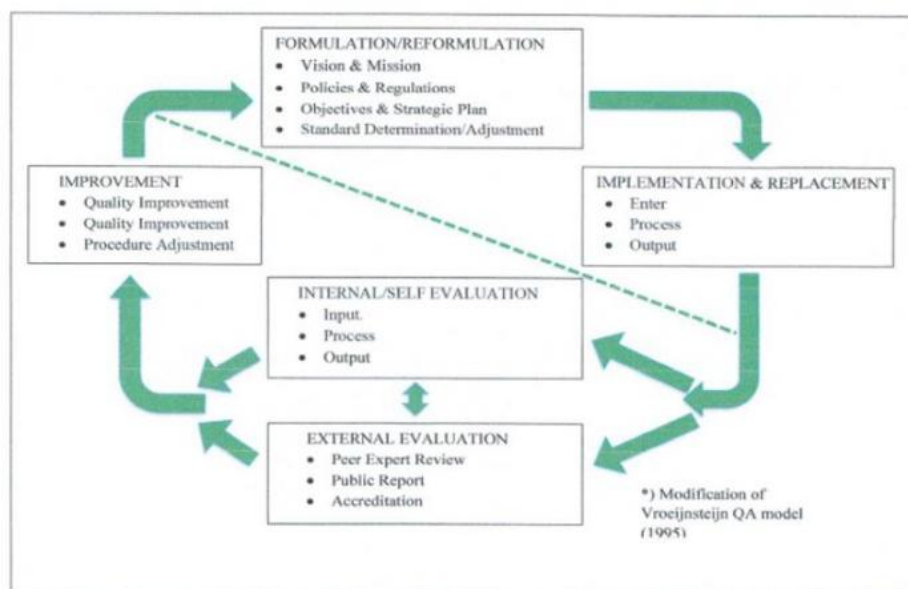 FORMULATION/REFORMULATION
• Vision & Mission
• Policies & Regulations
• Objectives & Strategic Plan
• Standard Determination/Adjustment
IMPROVEMENT
• Quality Improvement
• Quality Improvement
• Procedure Adjustment
IMPLEMENTATION & REPLACEMENT
• Enter
• Process
• Output
INTERNAL/SELF EVALUATION
• Input.
• Process
• Output
EXTERNAL EVALUATION
• Peer Expert Review
• Public Report
• Accreditation
*) Modification of
Vroeijnsteijn QA model
(1995)